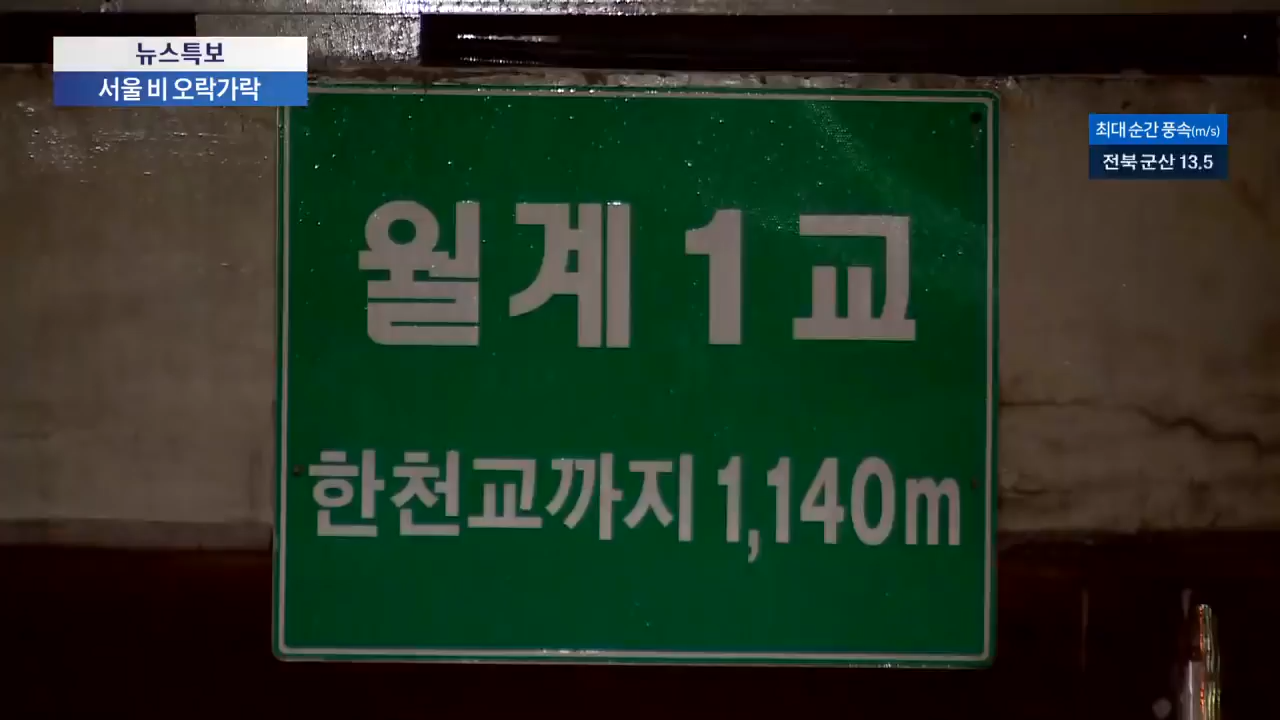 뉴스특보
서울 비 오락가락
최대 순간 풍속(m/s)
전북 군산 13.5
월계1교
한천교까지 1,140m